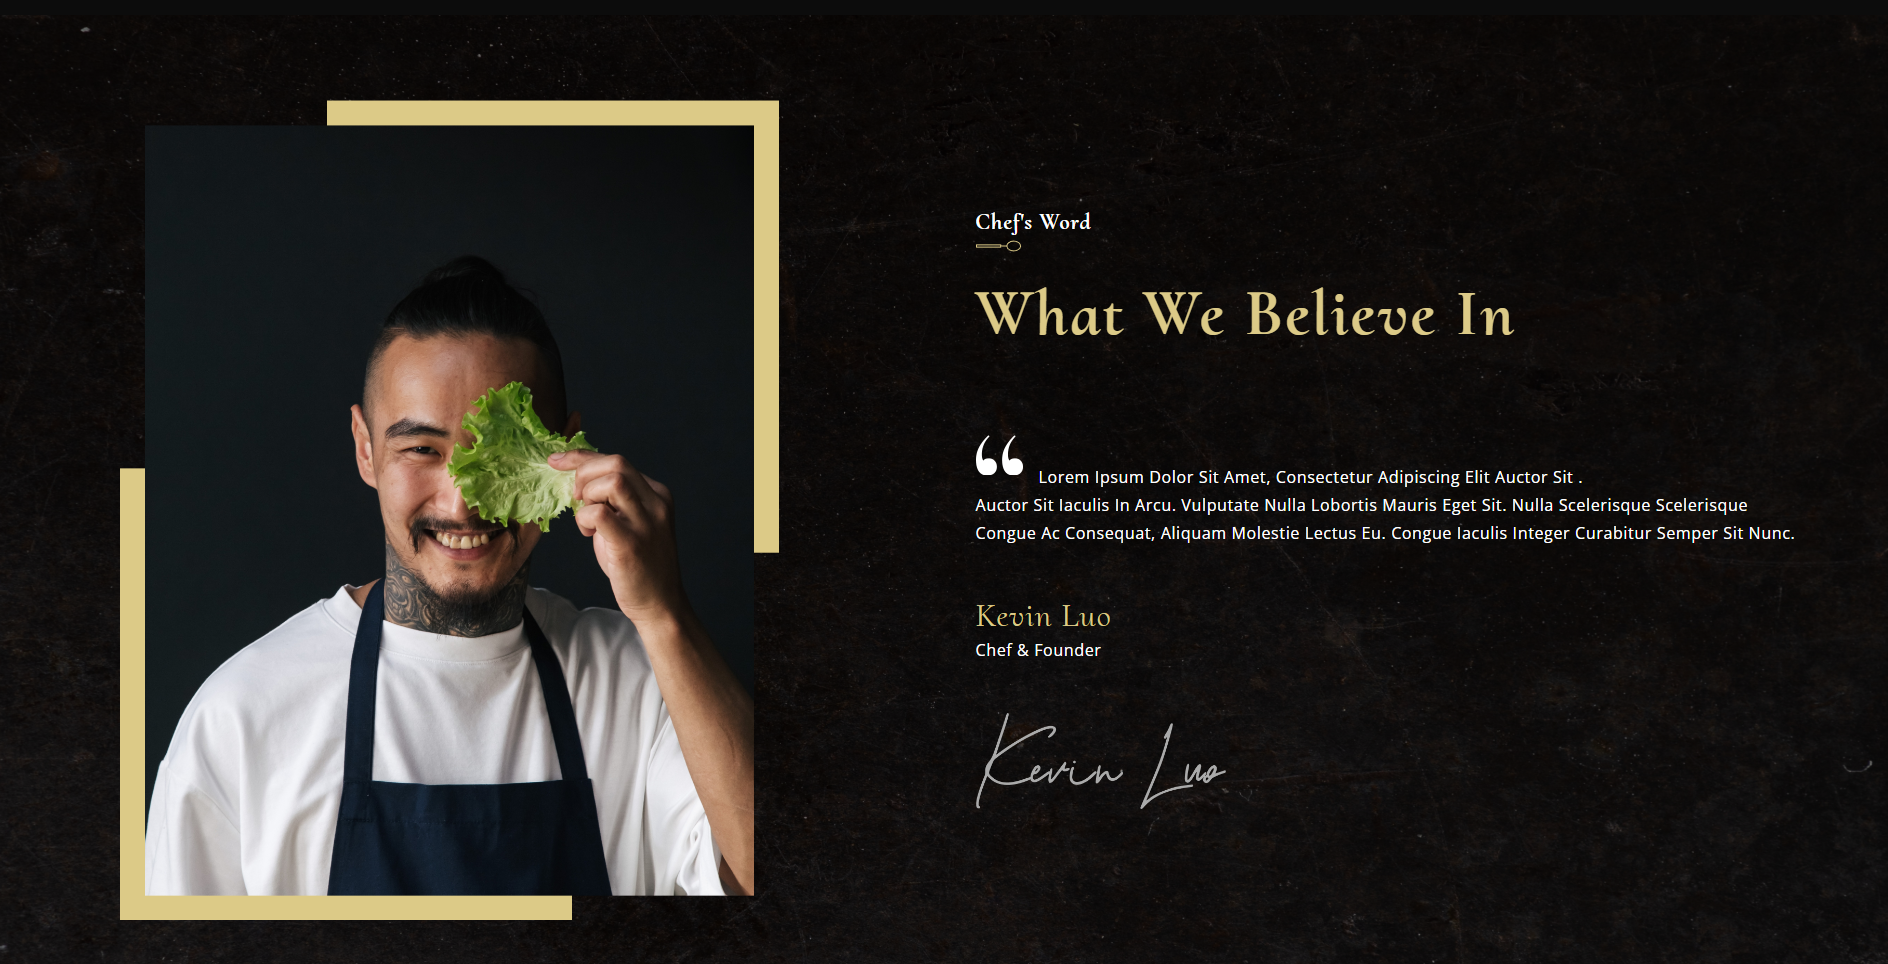 Chef's Word
What We Believe In
“ Lorem Ipsum Dolor Sit Amet, Consectetur Adipiscing Elit Auctor Sit .
Auctor Sit Iaculis In Arcu. Vulputate Nulla Lobortis Mauris Eget Sit. Nulla Scelerisque Scelerisque
Congue Ac Consequat, Aliquam Molestie Lectus Eu. Congue Iaculis Integer Curabitur Semper Sit Nunc.
Kevin Luo
Chef & Founder
Kevin Luo